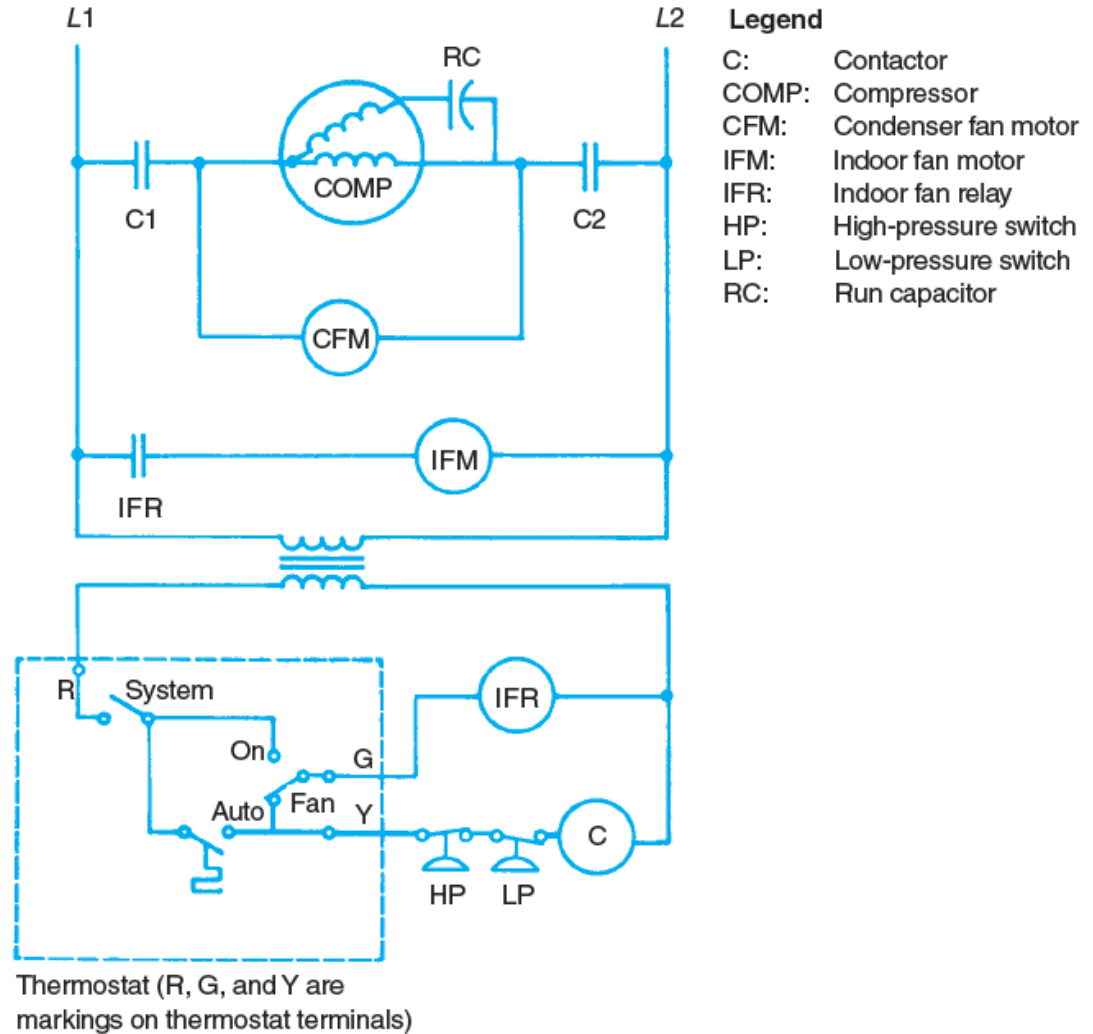 L1
L2
Legend
C: Contactor
COMP: Compressor
CFM: Condenser fan motor
IFM: Indoor fan motor
IFR: Indoor fan relay
HP: High-pressure switch
LP: Low-pressure switch
RC: Run capacitor
RC
COMP
C1
C2
CFM
IFM
IFR
R
System
IFR
On
G
Auto
Fan
Y
C
HP
LP
Thermostat (R, G, and Y are
markings on thermostat terminals)